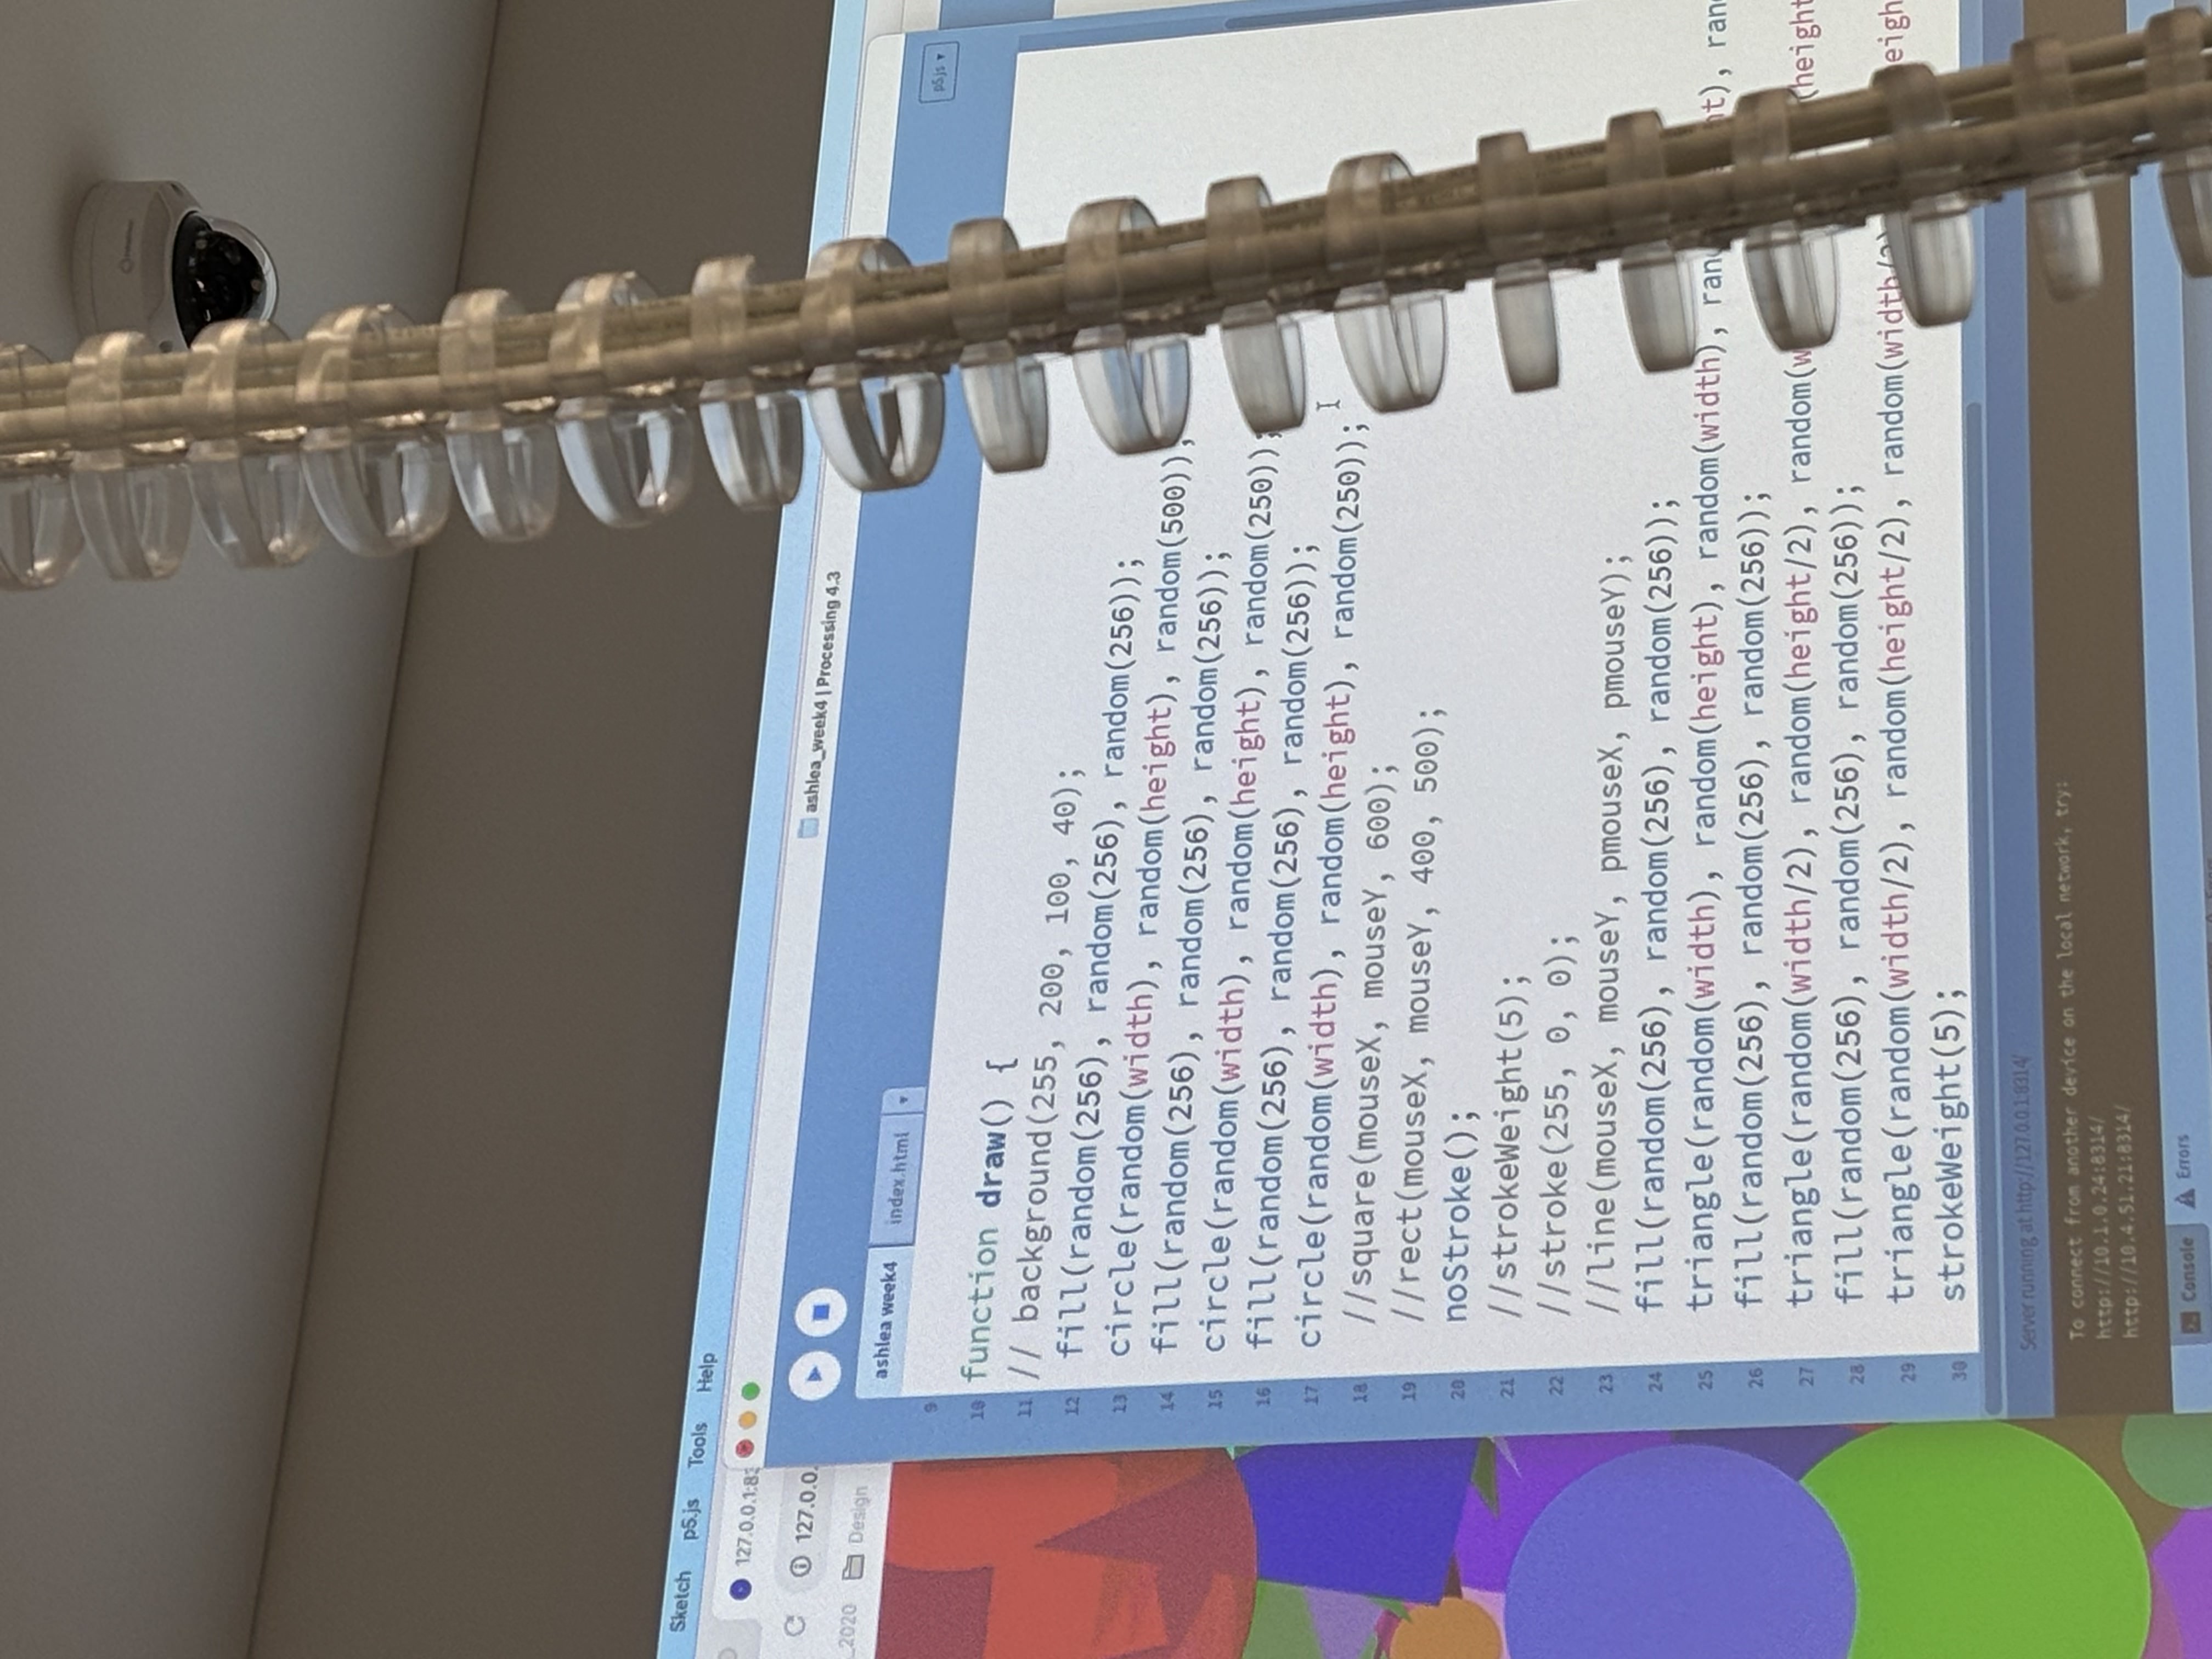 Sketch p5.js Tools Help
127.0.0.1:83
127.0.0.
_2020 Design
ashlea_week4 | Processing 4.3
ashlea week4 index.html
p5.js
9
10 function draw() {
11 // background(255, 200, 100, 40);
12 fill(random(256), random(256), random(256));
13 circle(random(width), random(height), random(500));
14 fill(random(256), random(256), random(256));
15 circle(random(width), random(height), random(250));
16 fill(random(256), random(256), random(256));
17 circle(random(width), random(height), random(250));
18 //square(mouseX, mouseY, 600);
19 //rect(mouseX, mouseY, 400, 500);
20 noStroke();
21 //strokeWeight(5);
22 //stroke(255, 0, 0);
23 //line(mouseX, mouseY, pmouseX, pmouseY);
24 fill(random(256), random(256), random(256));
25 triangle(random(width), random(height), random(width), ran ht), ran
26 fill(random(256), random(256), random(256));
27 triangle(random(width/2), random(height/2), random(w (height
28 fill(random(256), random(256), random(256));
29 triangle(random(width/2), random(height/2), random(width/2) eigh
30 strokeWeight(5);
Server running at http://127.0.0.1:8314/
To connect from another device on the local network, try:
http://10.1.0.24:8314/
http://10.4.51.21:8314/
Console Errors